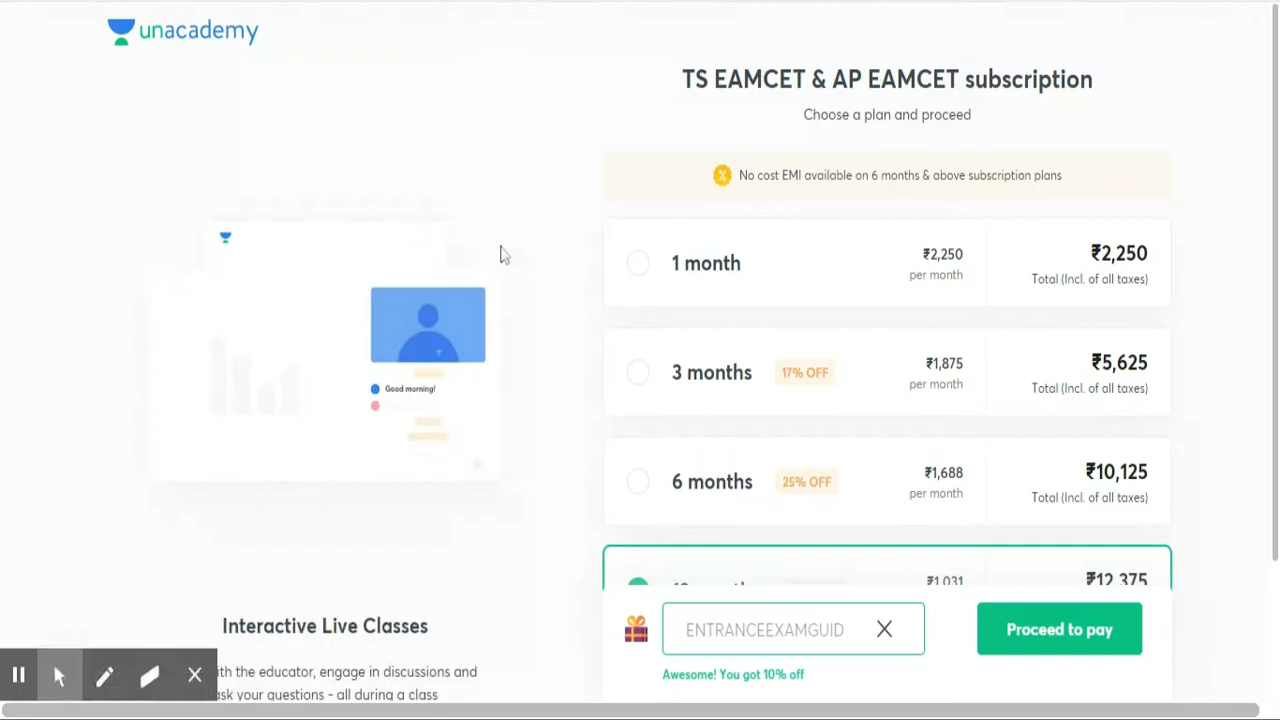 unacademy
TS EAMCET & AP EAMCET subscription
Choose a plan and proceed
No cost EMI available on 6 months & above subscription plans
1 month
₹2,250
per month
₹2,250
Total (Incl. of all taxes)
3 months
17% OFF
₹1,875
per month
₹5,625
Total (Incl. of all taxes)
6 months
25% OFF
₹1,688
per month
₹10,125
Total (Incl. of all taxes)
₹1,031
₹12,375
ENTRANCEEXAMGUID
Proceed to pay
Awesome! You got 10% off
Good morning!
Interactive Live Classes
with the educator, engage in discussions and
ask your questions - all during a class